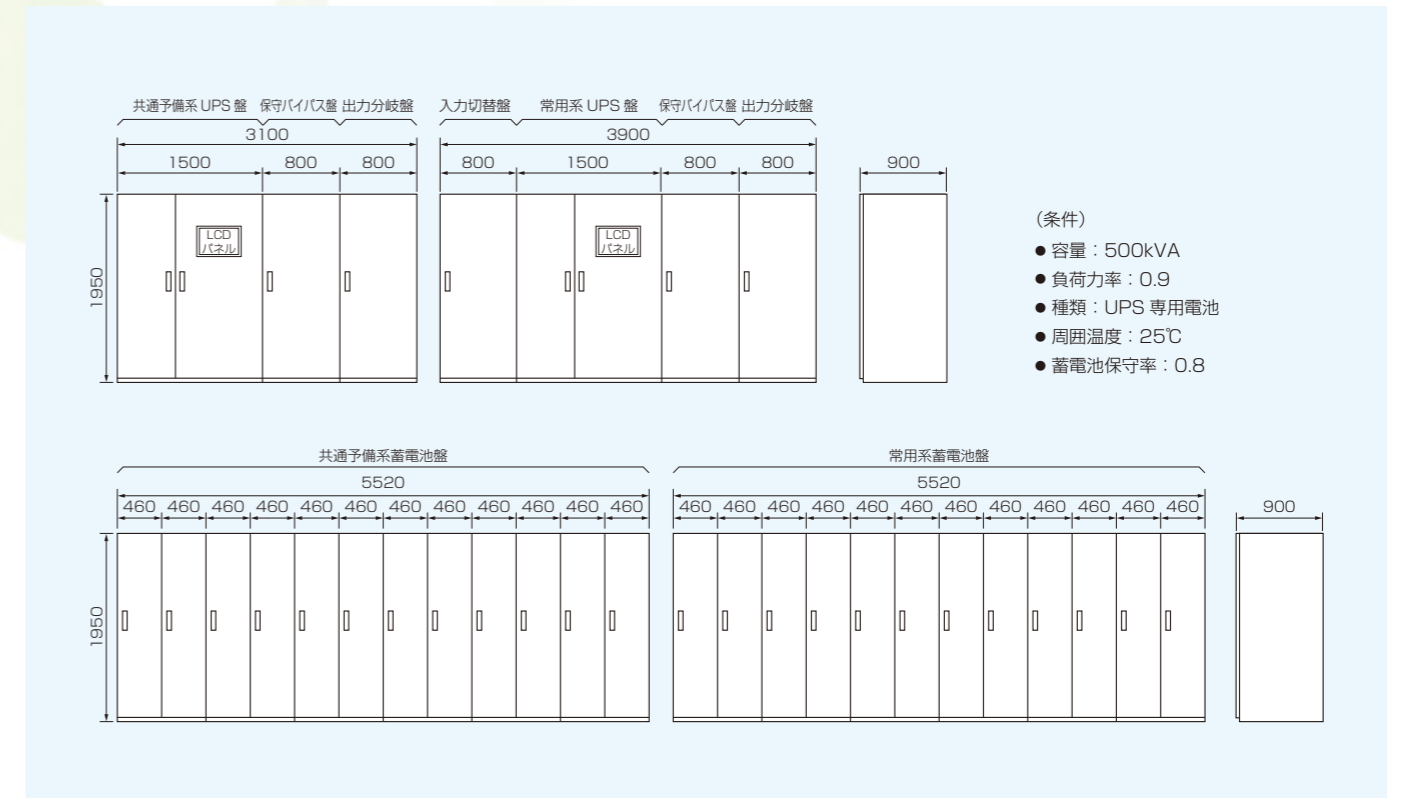 共通予備系 UPS 盤 保守バイパス盤 出力分岐盤 入力切替盤 常用系 UPS 盤 保守バイパス盤 出力分岐盤
3100 3900
1500 800 800 800 1500 800 800 900
LCD
パネル
LCD
パネル
1950
(条件)
● 容量：500kVA
● 負荷力率：0.9
● 種類：UPS 専用電池
● 周囲温度：25℃
● 蓄電池保守率：0.8
共通予備系蓄電池盤 常用系蓄電池盤
5520 5520
460 460 460 460 460 460 460 460 460 460 460 460 460 460 460 460 460 460 460 460 460 460 460 460 900
1950